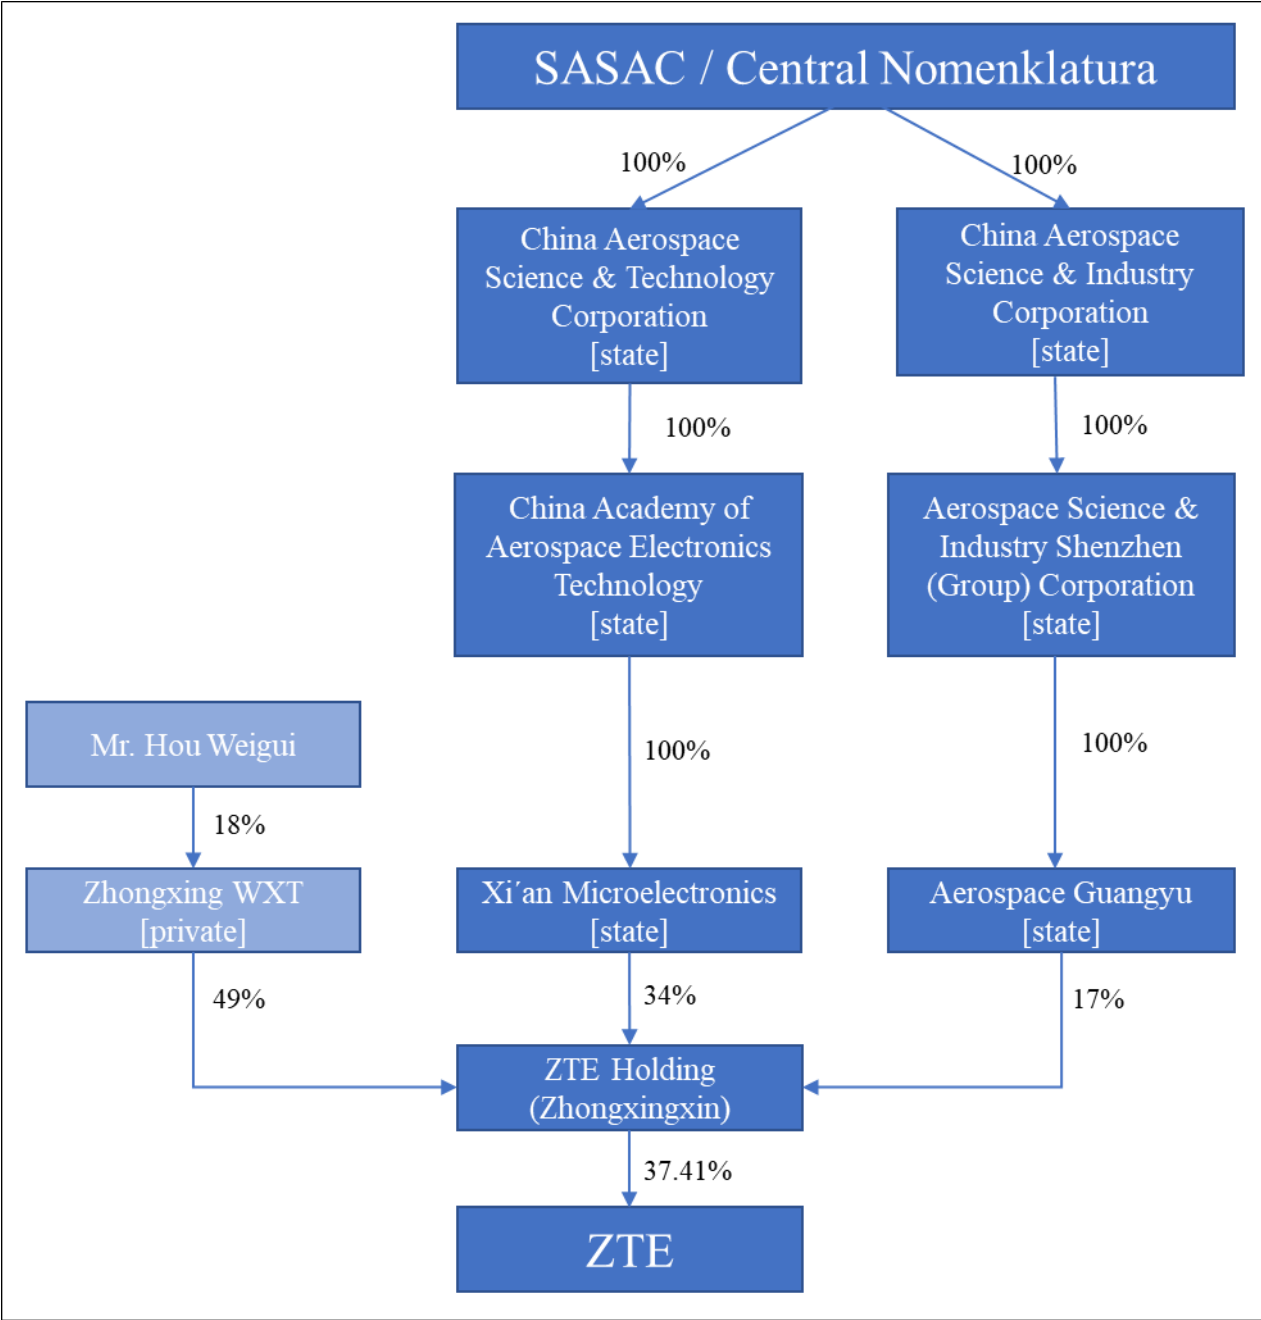 SASAC / Central Nomenklatura
100%
100%
China Aerospace
Science & Technology
Corporation
[state]
China Aerospace
Science & Industry
Corporation
[state]
100%
100%
China Academy of
Aerospace Electronics
Technology
[state]
Aerospace Science &
Industry Shenzhen
(Group) Corporation
[state]
Mr. Hou Weigui
100%
100%
18%
Zhongxing WXT
[private]
Xi´an Microelectronics
[state]
Aerospace Guangyu
[state]
49%
34%
17%
ZTE Holding
(Zhongxingxin)
37.41%
ZTE